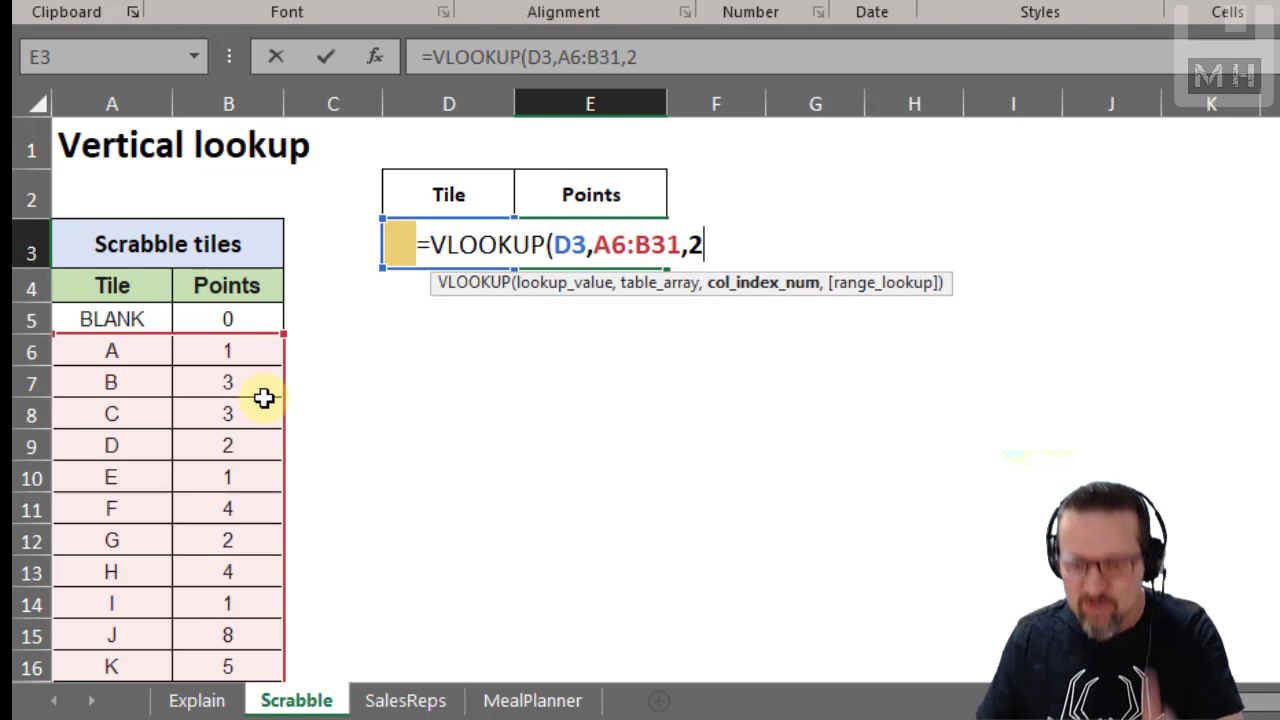 Clipboard Font Alignment Number Date Styles Cells
MH
E3 fx =VLOOKUP(D3,A6:B31,2
A B C D E F G H I J K
1 Vertical lookup
2 Tile Points
3 Scrabble tiles =VLOOKUP(D3,A6:B31,2
VLOOKUP(lookup_value, table_array, col_index_num, [range_lookup])
4 Tile Points
5 BLANK 0
6 A 1
7 B 3
8 C 3
9 D 2
10 E 1
11 F 4
12 G 2
13 H 4
14 I 1
15 J 8
16 K 5
Explain Scrabble SalesReps MealPlanner